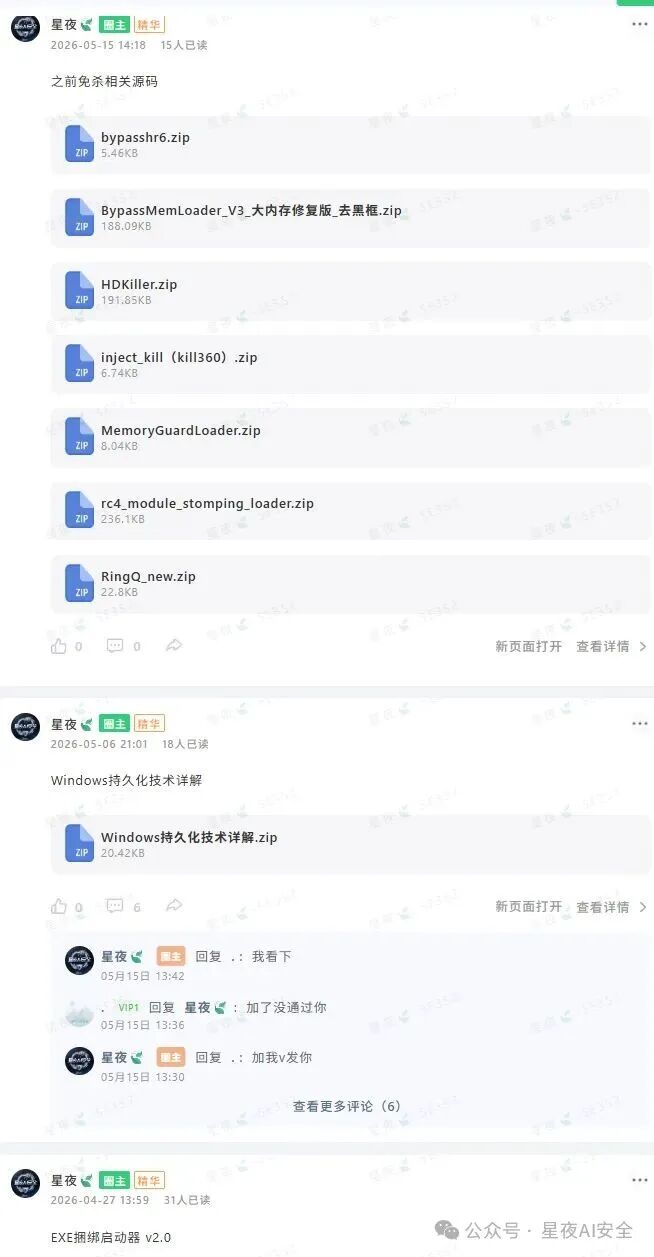 星夜 圈主 精华
2026-05-15 14:18 15人已读
之前免杀相关源码
ZIP bypasshr6.zip
5.46KB
ZIP BypassMemLoader_V3_大内存修复版_去黑框.zip
188.09KB
ZIP HDKiller.zip
191.85KB
ZIP inject_kill（kill360）.zip
6.74KB
ZIP MemoryGuardLoader.zip
8.04KB
ZIP rc4_module_stomping_loader.zip
236.1KB
ZIP RingQ_new.zip
22.8KB
0 0 新页面打开 查看详情
星夜 圈主 精华
2026-05-06 21:01 18人已读
Windows持久化技术详解
ZIP Windows持久化技术详解.zip
20.42KB
0 6 新页面打开 查看详情
星夜 圈主 回复 .： 我看下
05月15日 13:42
. VIP1 回复 星夜 ： 加了没通过你
05月15日 13:36
星夜 圈主 回复 .： 加我v发你
05月15日 13:30
查看更多评论（6）
星夜 圈主 精华
2026-04-27 13:59 31人已读
EXE捆绑启动器 v2.0
公众号 · 星夜AI安全